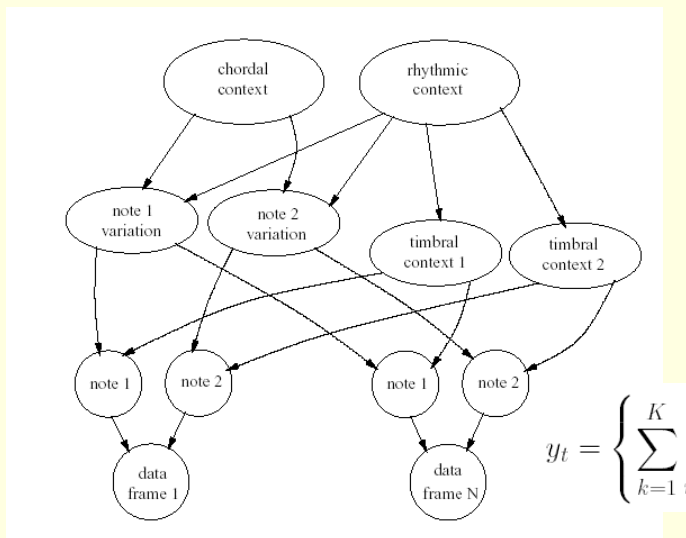 chordal
context
rhythmic
context
note 1
variation
note 2
variation
timbral
context 1
timbral
context 2
note 1
note 2
note 1
note 2
data
frame 1
data
frame N
y_t = { \sum_{k=1}^{K}